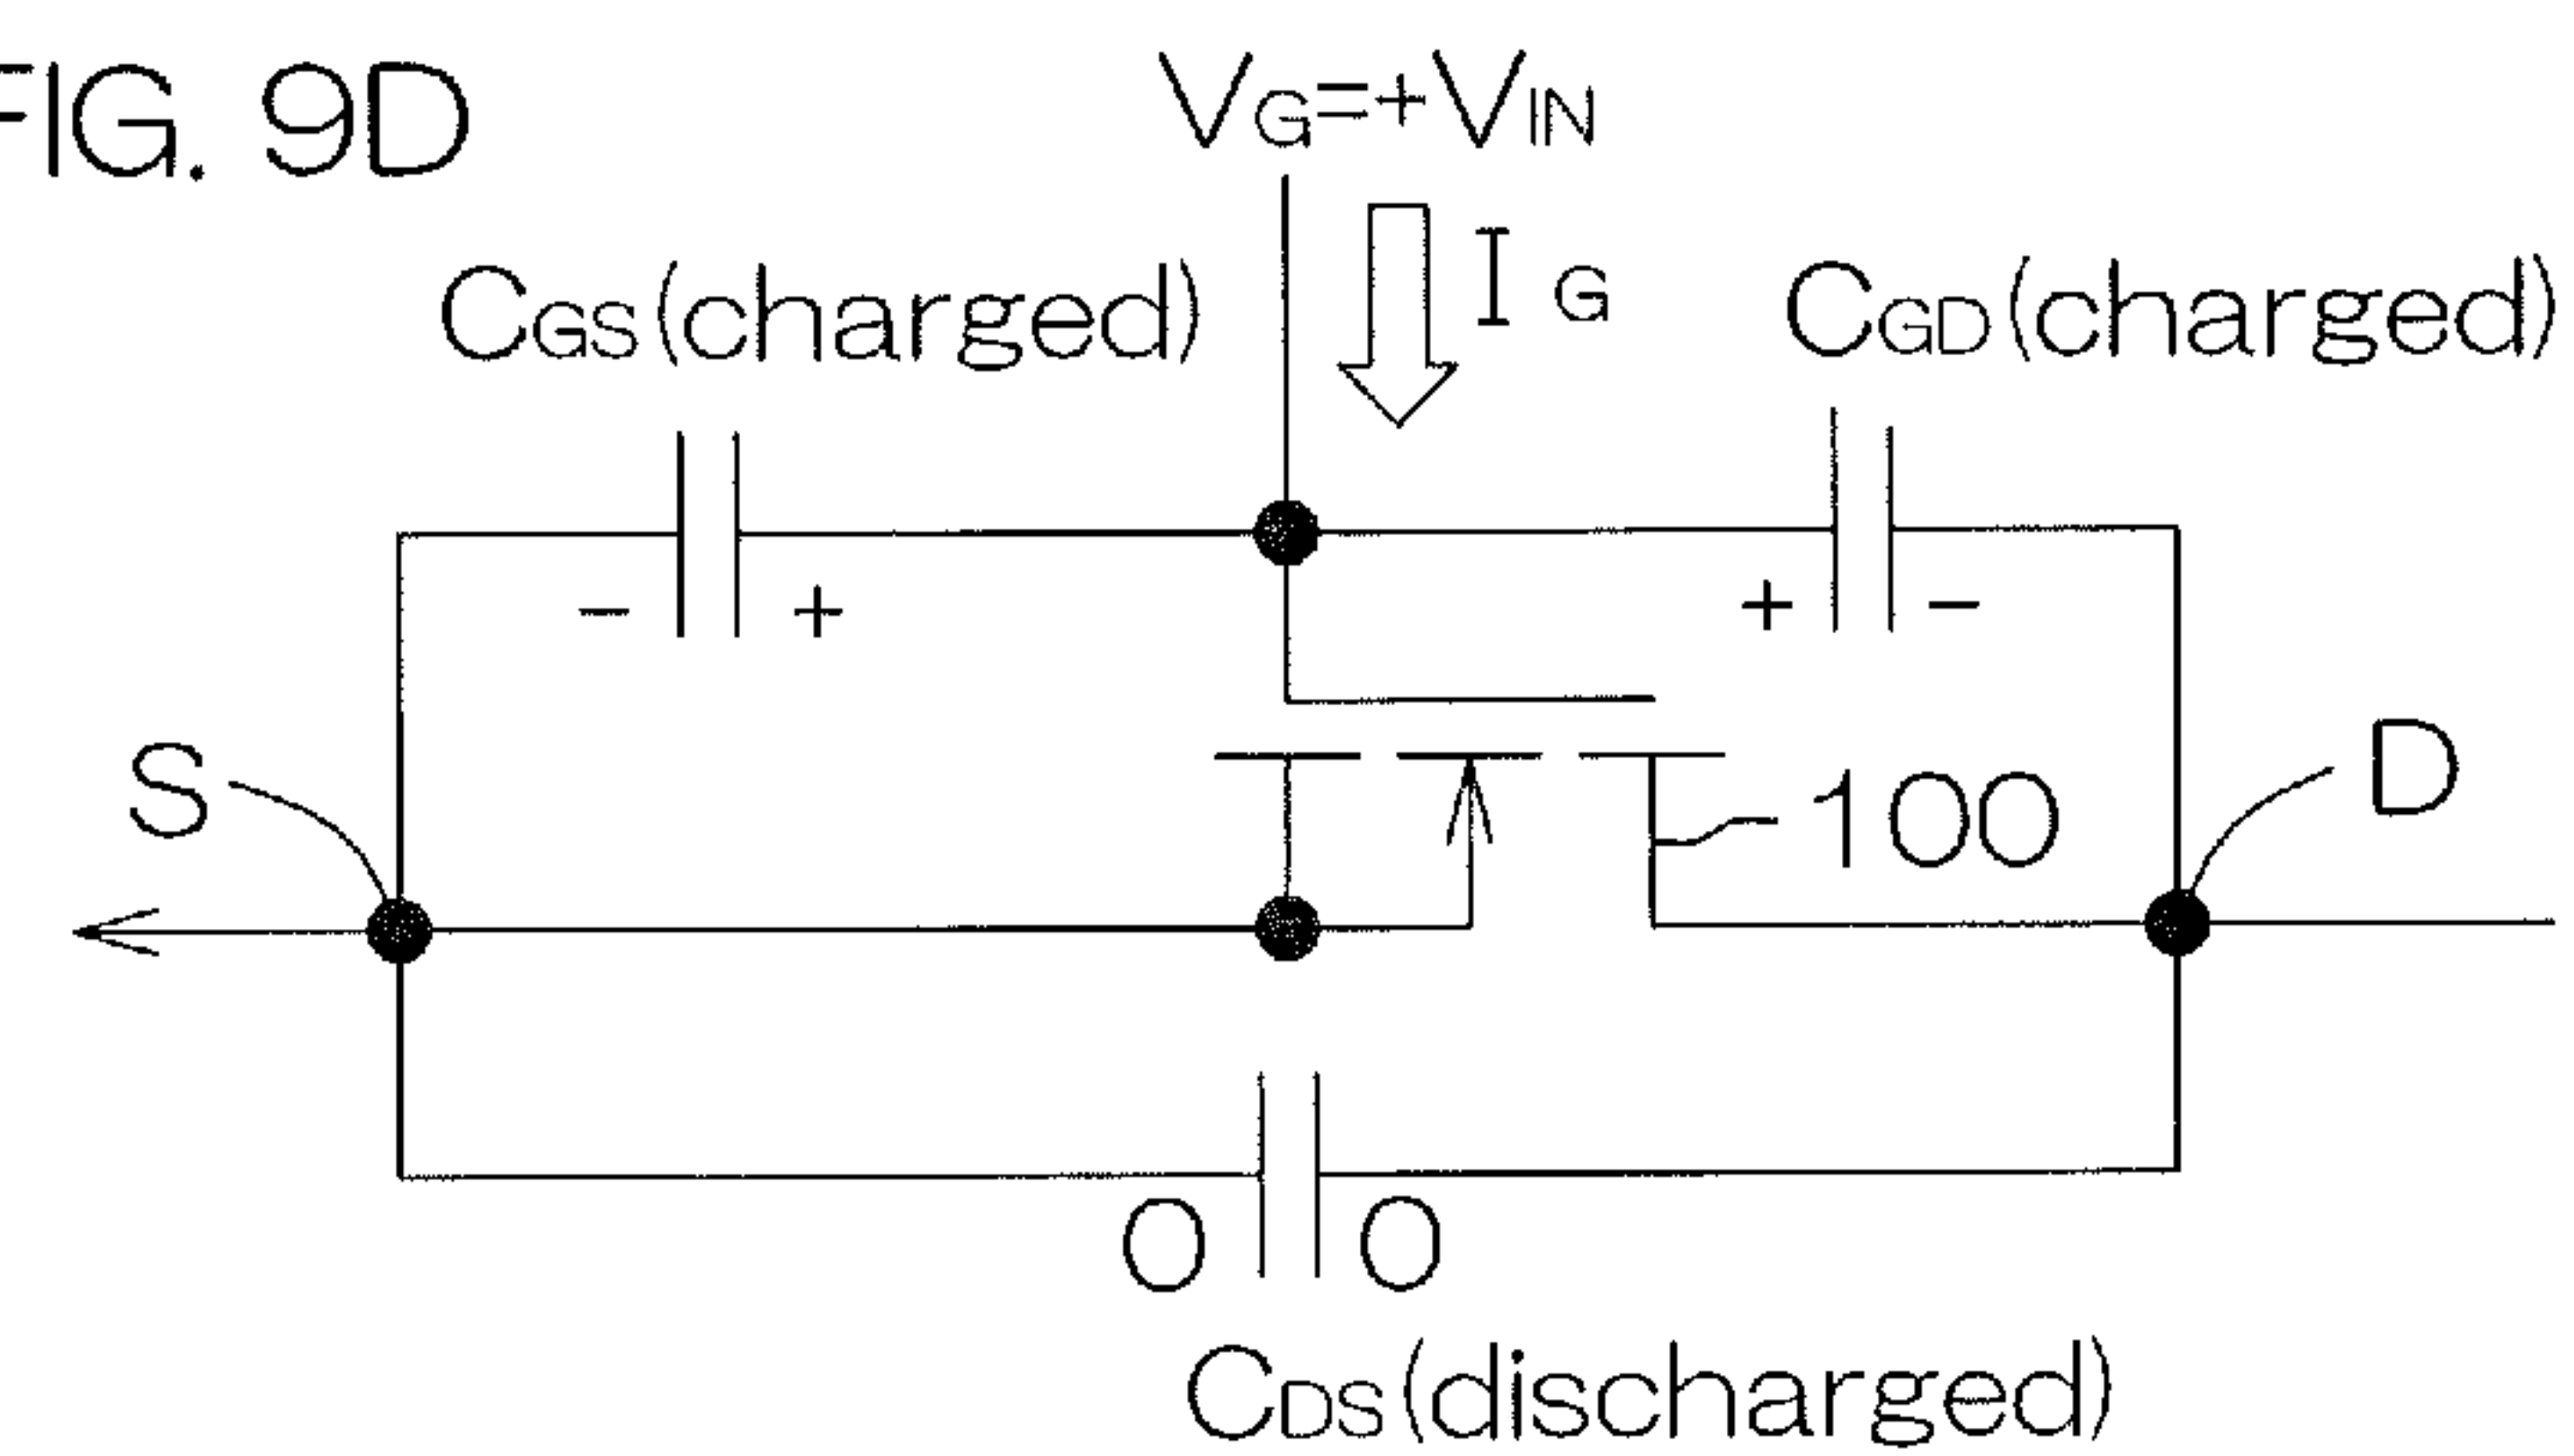 FIG. 9D
VG=+VIN
IG
CGS(charged)
CGD(charged)
- +
+ -
S
D
100
0 0
CDS(discharged)